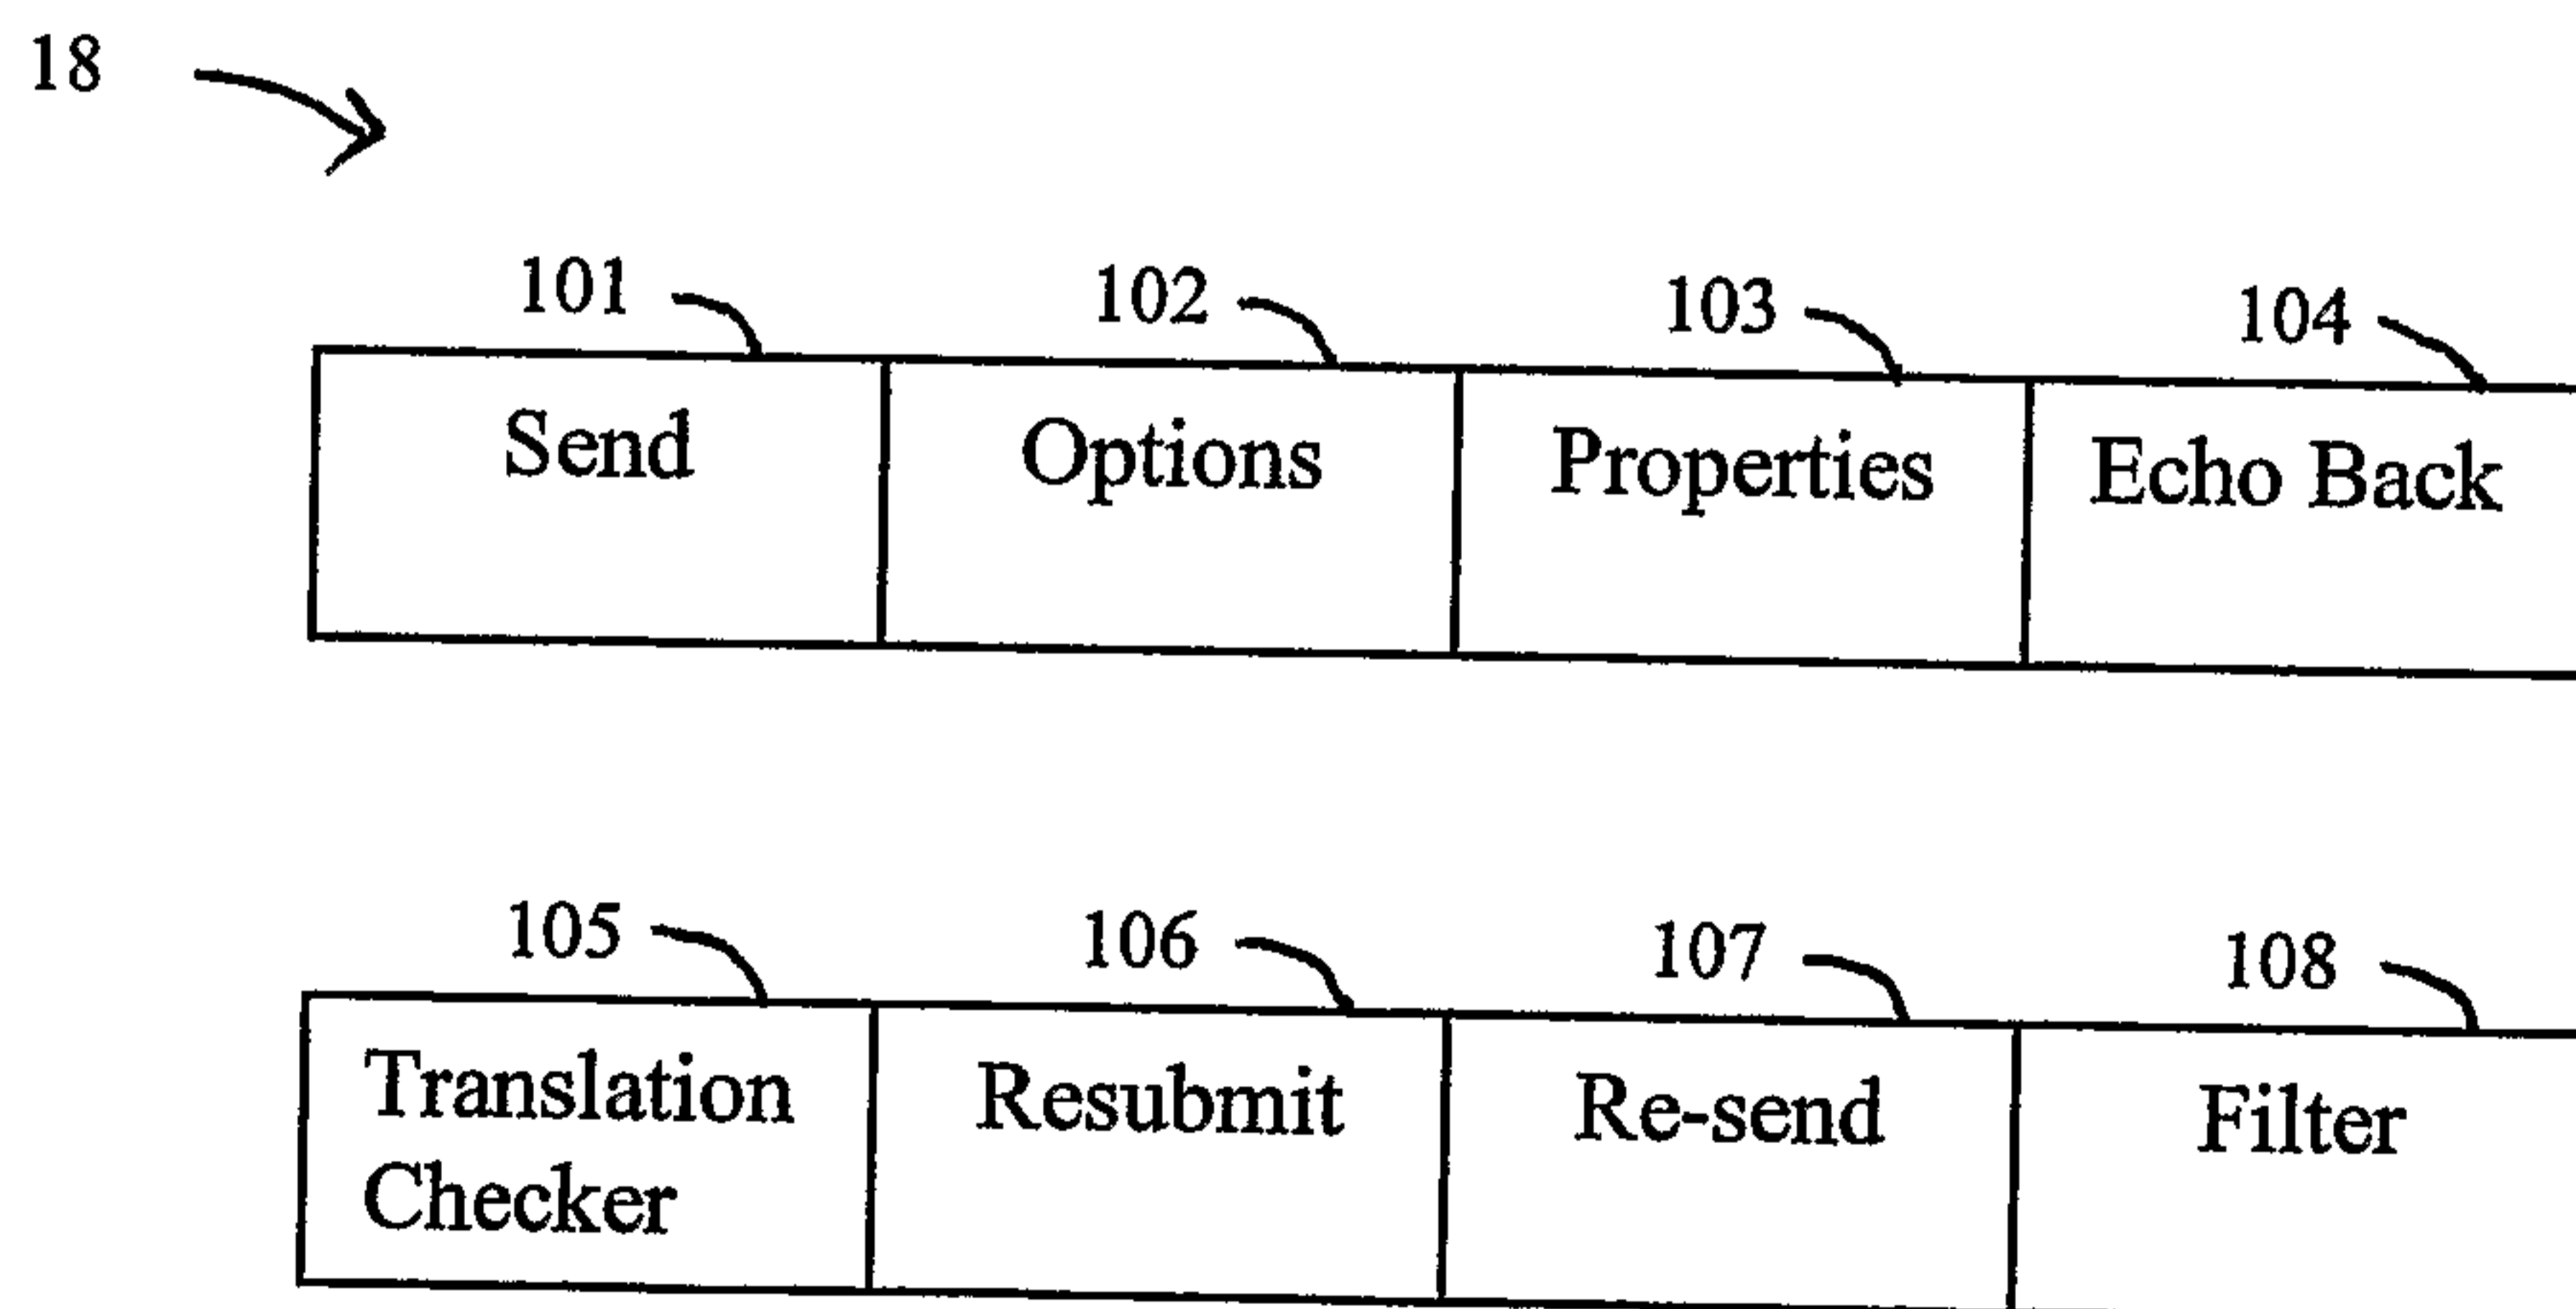 18
101 102 103 104
Send Options Properties Echo Back
105 106 107 108
Translation Resubmit Re-send Filter
Checker